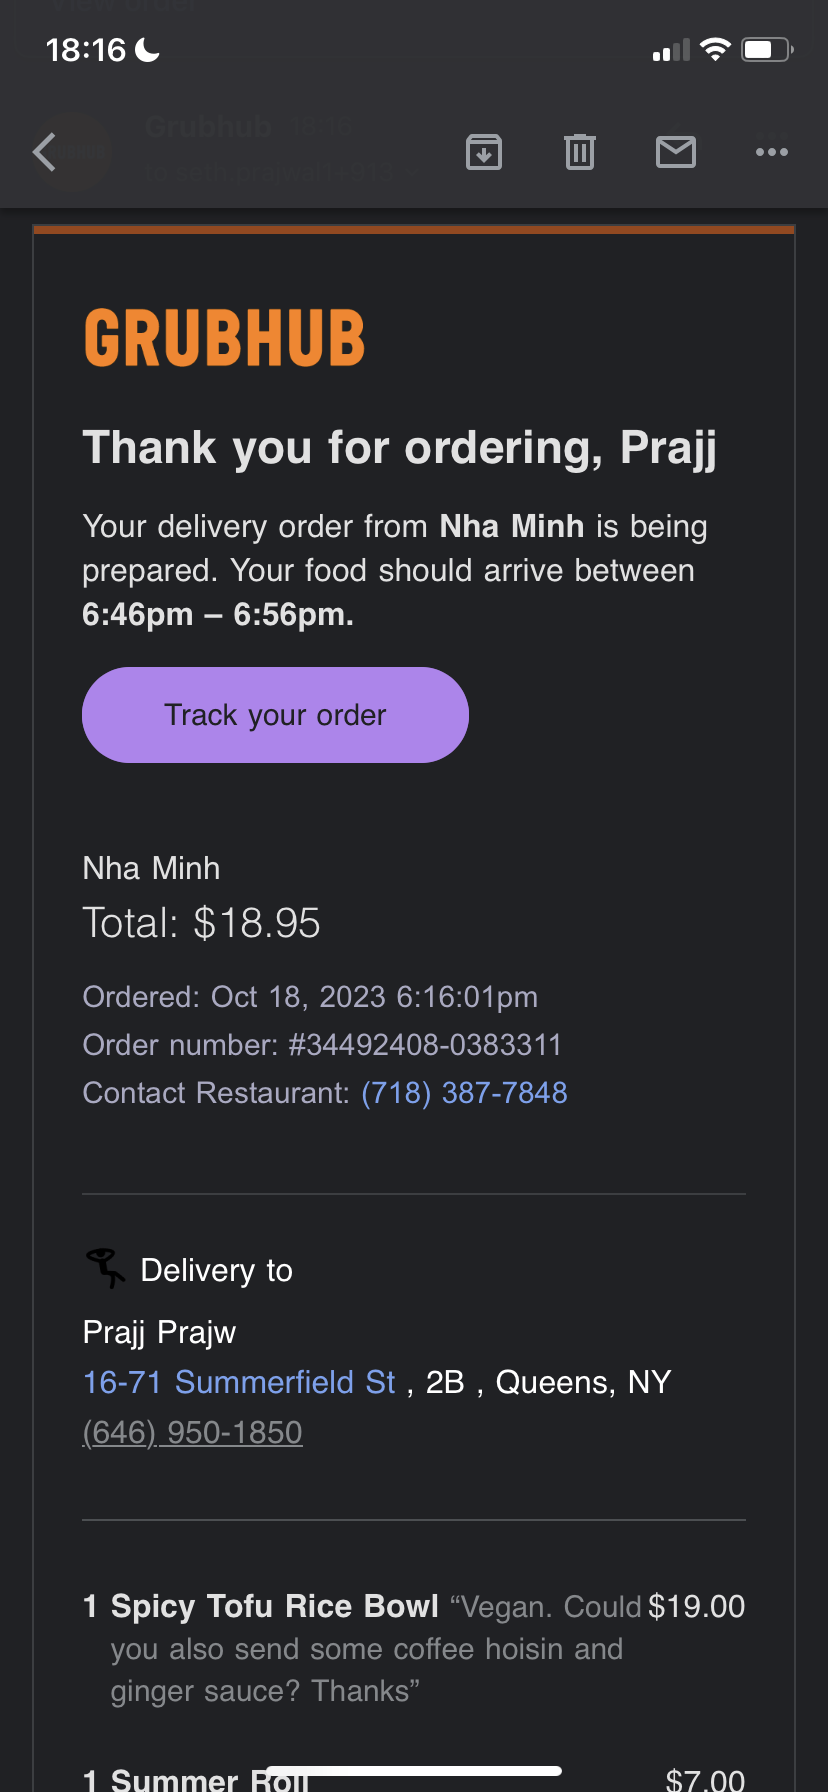 View order
18:16
Grubhub 18:16
GRUBHUB
Thank you for ordering, Prajj
Your delivery order from Nha Minh is being
prepared. Your food should arrive between
6:46pm – 6:56pm.
Track your order
Nha Minh
Total: $18.95
Ordered: Oct 18, 2023 6:16:01pm
Order number: #34492408-0383311
Contact Restaurant: (718) 387-7848
Delivery to
Prajj Prajw
16-71 Summerfield St , 2B , Queens, NY
(646) 950-1850
1 Spicy Tofu Rice Bowl “Vegan. Could $19.00
you also send some coffee hoisin and
ginger sauce? Thanks”
1 Summer Roll $7.00